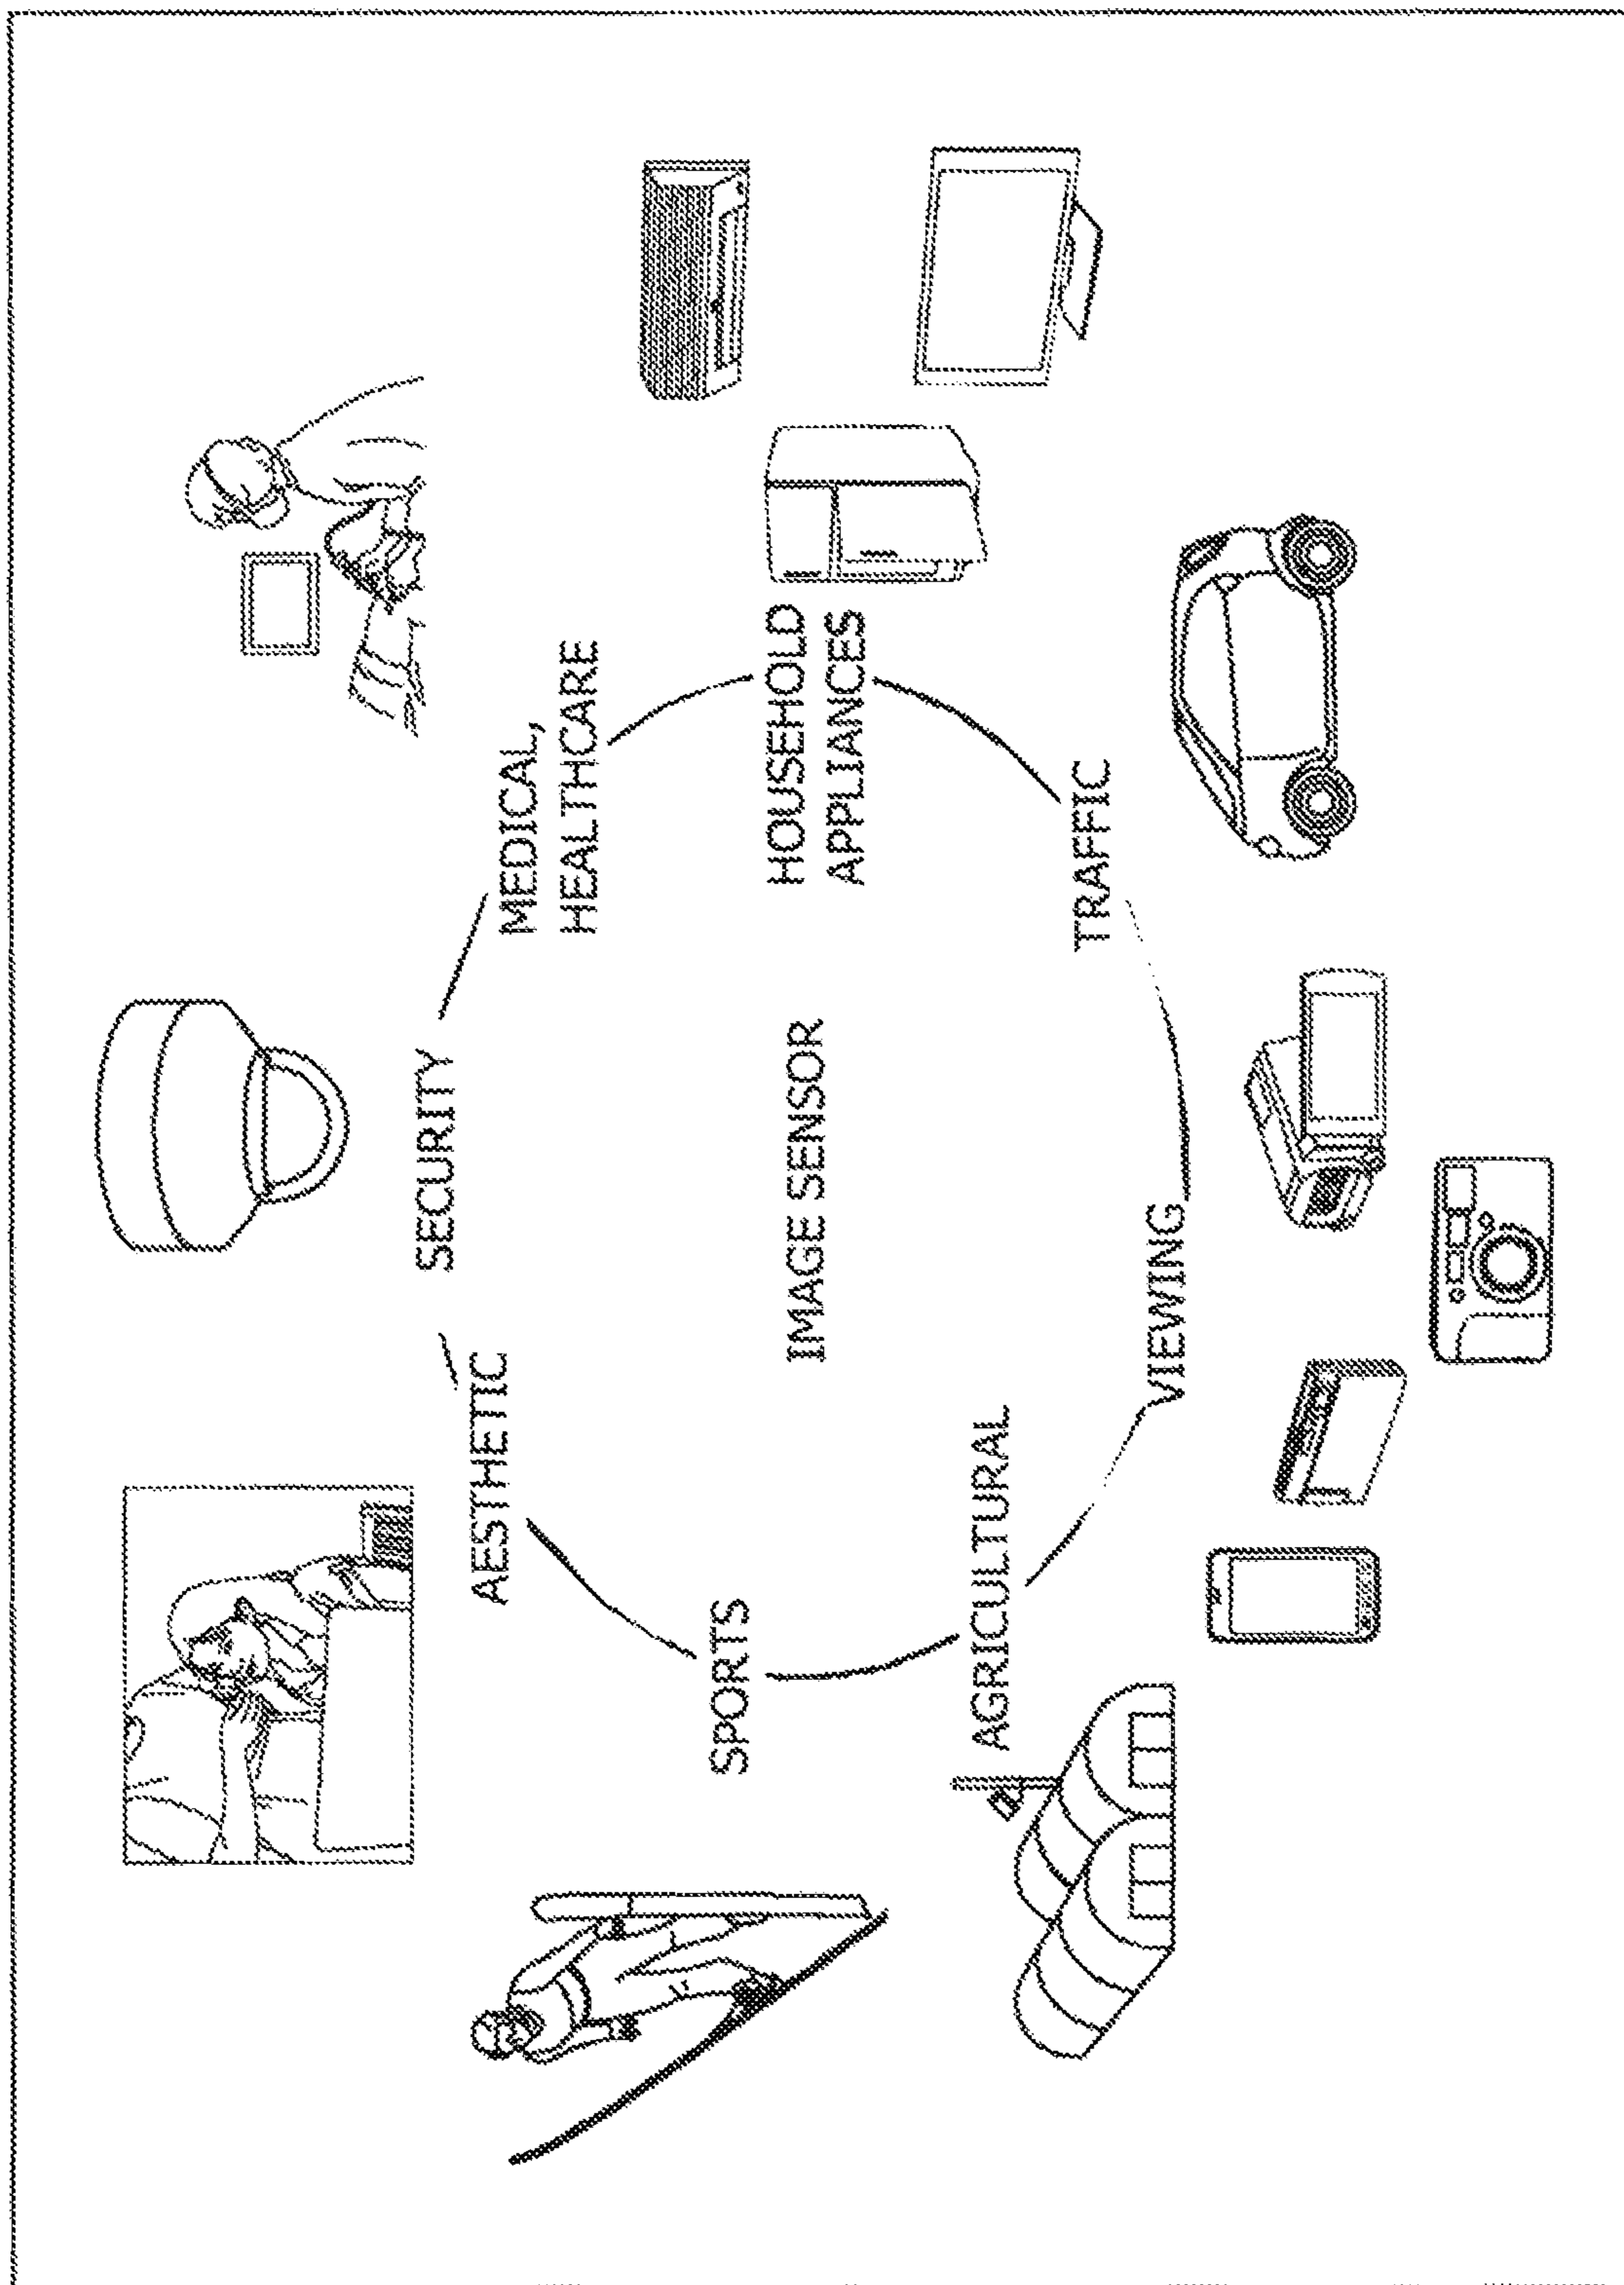 SECURITY
MEDICAL,
HEALTHCARE
HOUSEHOLD
APPLIANCES
TRAFFIC
VIEWING
AGRICULTURAL
SPORTS
AESTHETIC
IMAGE SENSOR